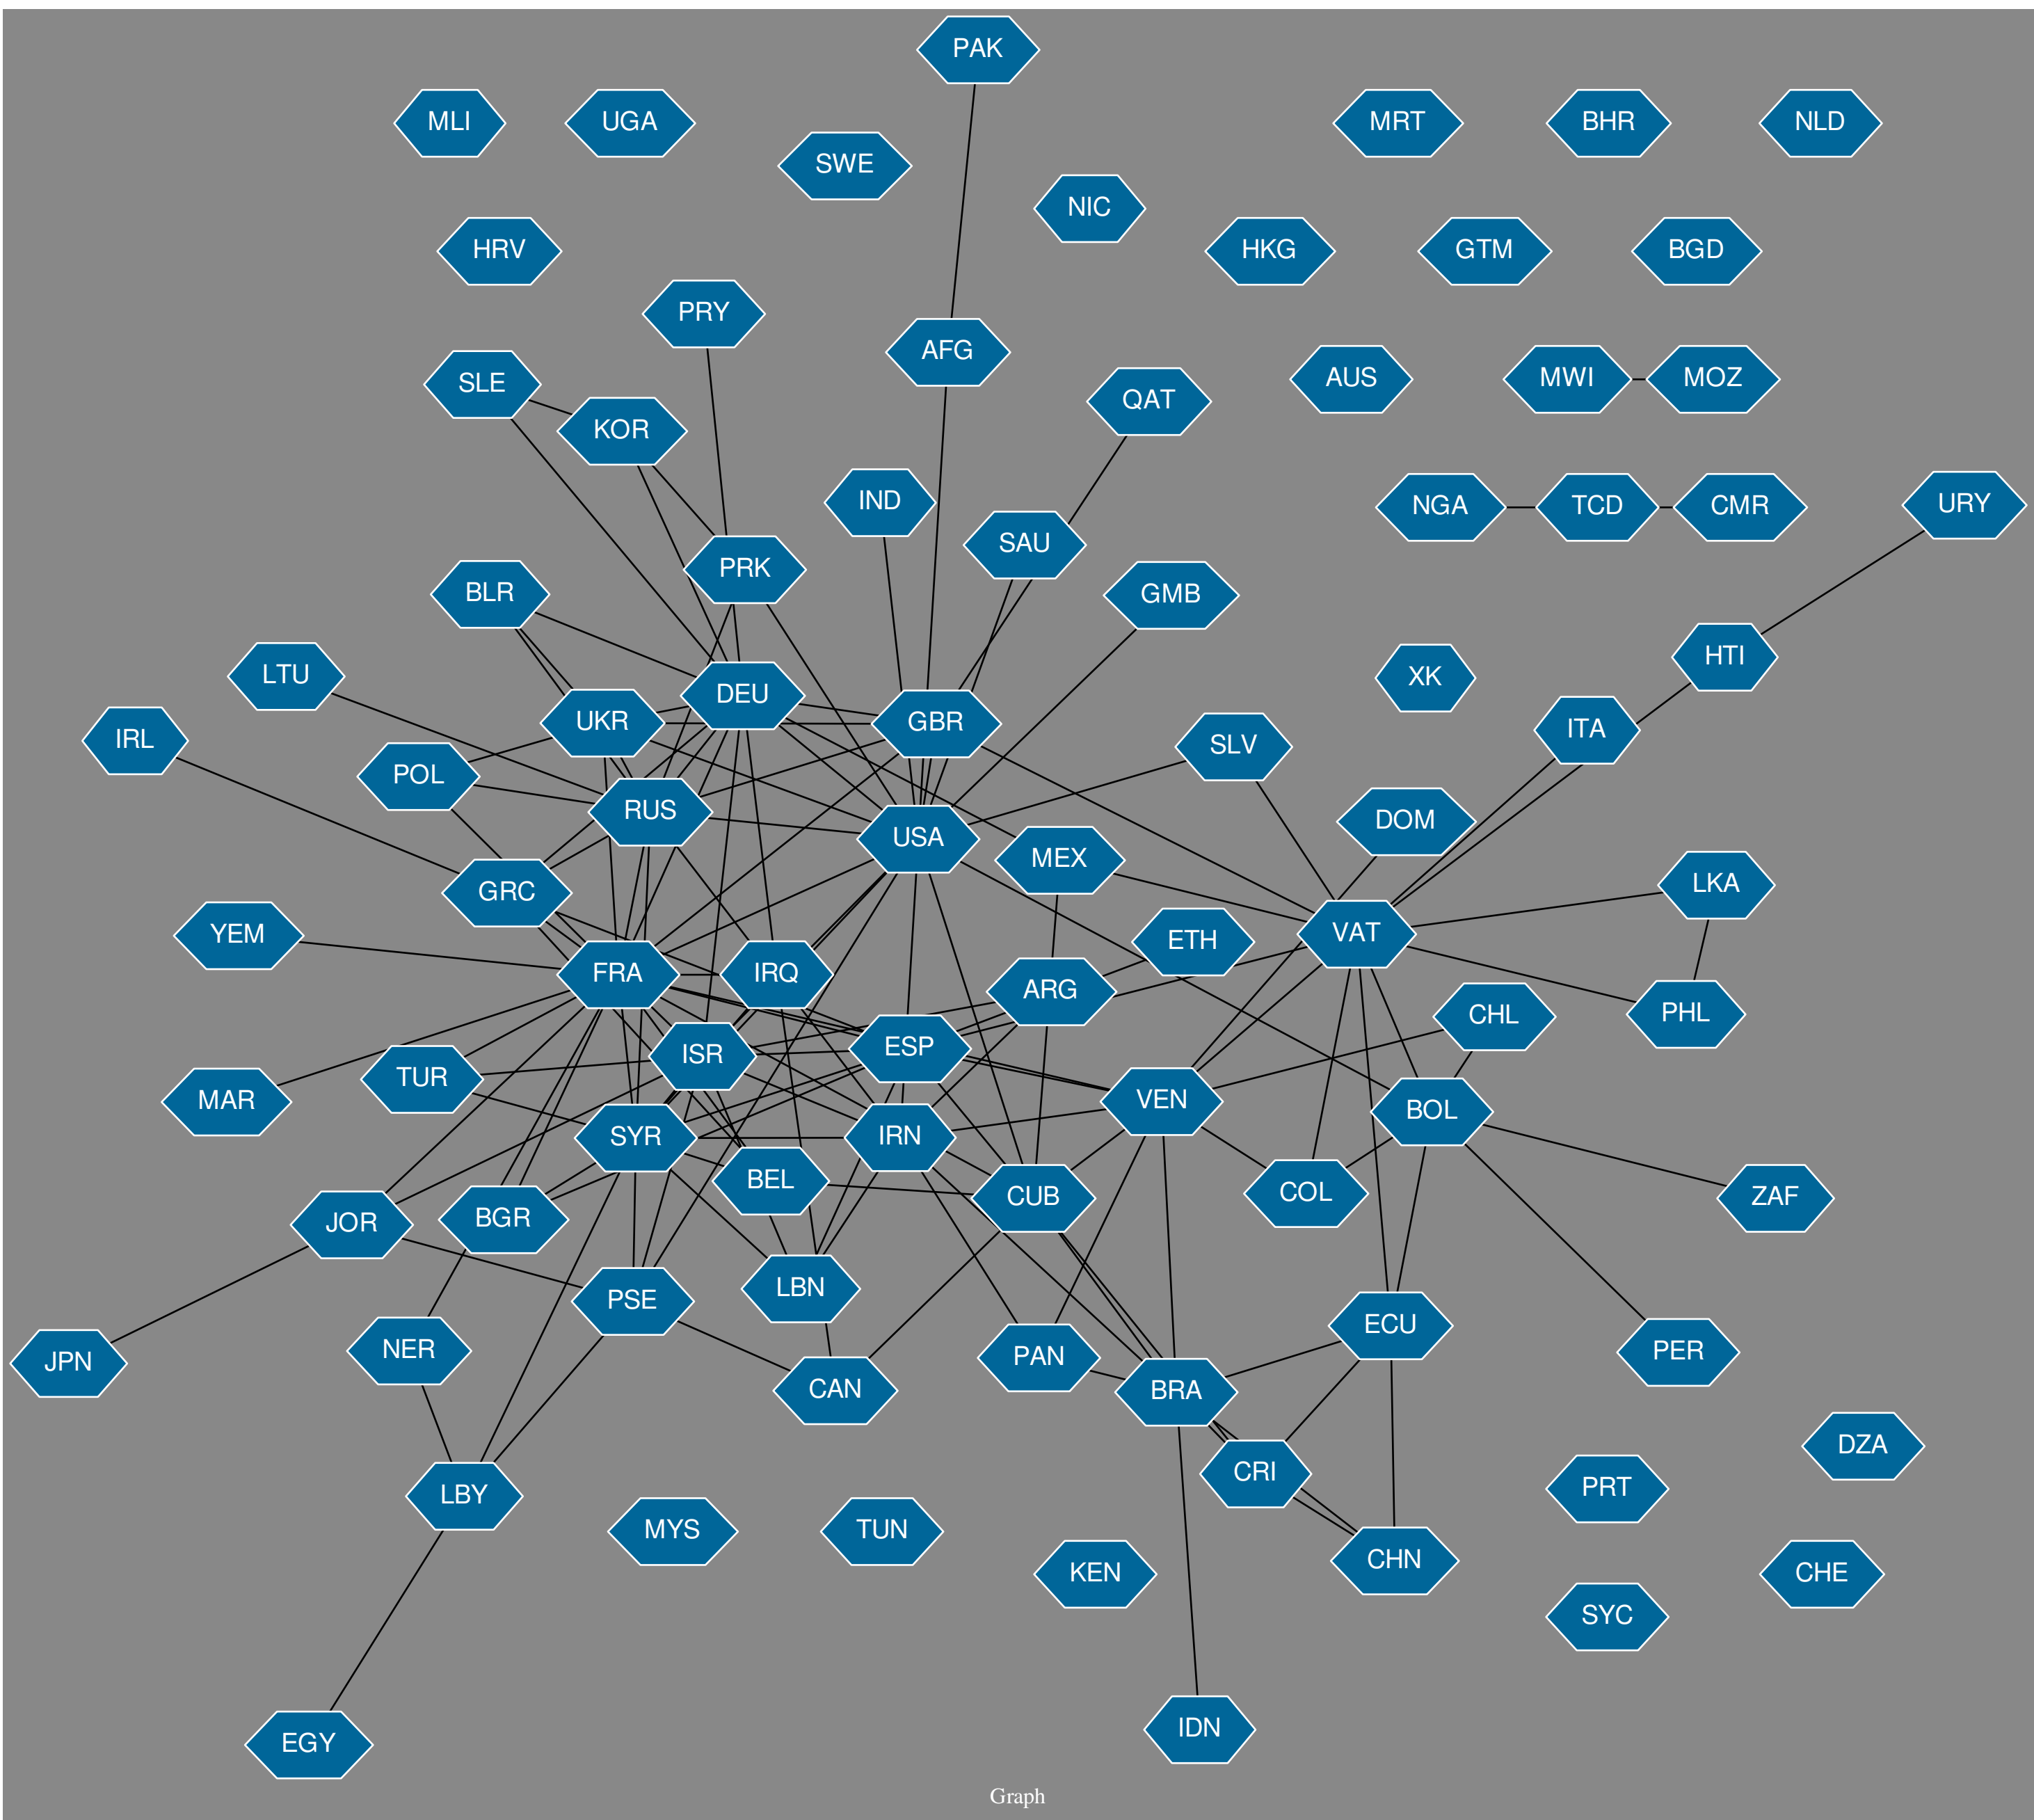 PAK
MLI
UGA
MRT
BHR
NLD
SWE
NIC
HRV
HKG
GTM
BGD
PRY
AFG
SLE
AUS
MWI
MOZ
QAT
KOR
IND
NGA
TCD
CMR
URY
SAU
PRK
BLR
GMB
HTI
LTU
XK
DEU
UKR
GBR
ITA
IRL
SLV
POL
RUS
DOM
USA
MEX
LKA
GRC
YEM
VAT
ETH
FRA
IRQ
ARG
CHL
PHL
ISR
ESP
TUR
MAR
VEN
BOL
SYR
IRN
BEL
COL
CUB
ZAF
JOR
BGR
LBN
PSE
ECU
NER
PAN
PER
JPN
CAN
BRA
DZA
CRI
PRT
LBY
MYS
TUN
CHN
KEN
CHE
SYC
IDN
EGY
Graph